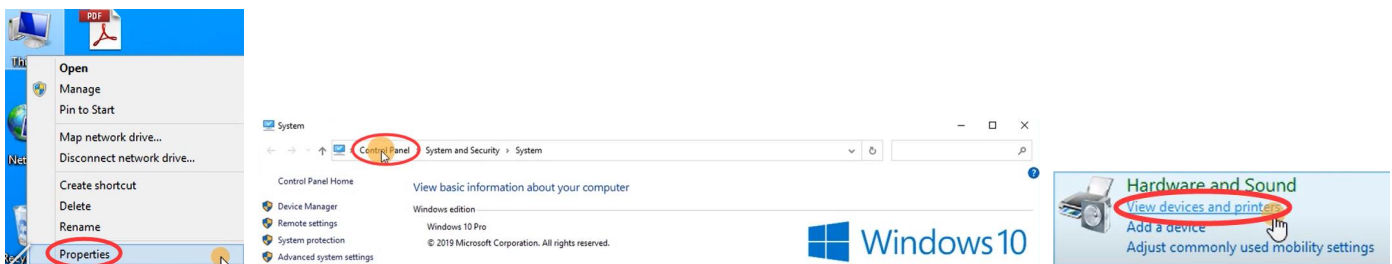 PDF
Open
Manage
Pin to Start
Map network drive...
Disconnect network drive...
Create shortcut
Delete
Rename
Properties
System
Control Panel > System and Security > System
Control Panel Home
Device Manager
Remote settings
System protection
Advanced system settings
View basic information about your computer
Windows edition
Windows 10 Pro
© 2019 Microsoft Corporation. All rights reserved.
Windows 10
Hardware and Sound
View devices and printers
Add a device
Adjust commonly used mobility settings